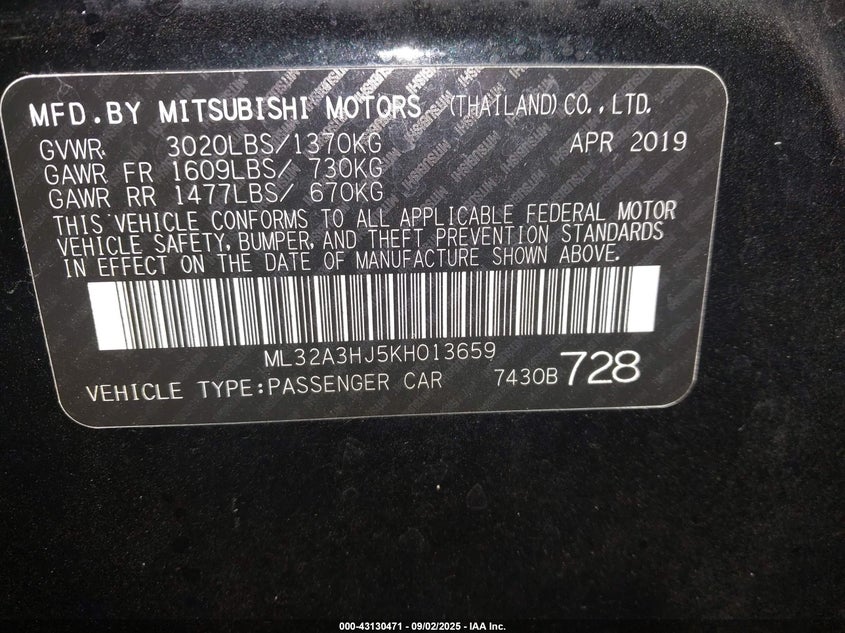 MFD.BY MITSUBISHI MOTORS (THAILAND)CO.,LTD.
GVWR 3020LBS/1370KG APR 2019
GAWR FR 1609LBS/ 730KG
GAWR RR 1477LBS/ 670KG
THIS VEHICLE CONFORMS TO ALL APPLICABLE FEDERAL MOTOR
VEHICLE SAFETY, BUMPER, AND THEFT PREVENTION STANDARDS
IN EFFECT ON THE DATE OF MANUFACTURE SHOWN ABOVE.
ML32A3HJ5KH013659
VEHICLE TYPE:PASSENGER CAR 7430B 728
000-43130471 - 09/02/2025 - IAA Inc.